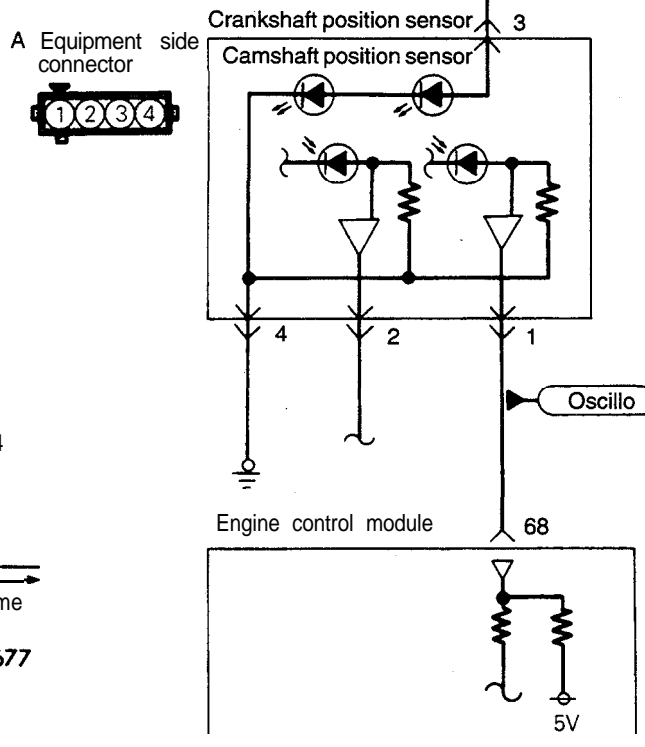 Crankshaft position sensor
3
A Equipment side
connector
Camshaft position sensor
1 2 3 4
4
2
1
Oscillo
4
Engine control module
68
me
677
5V